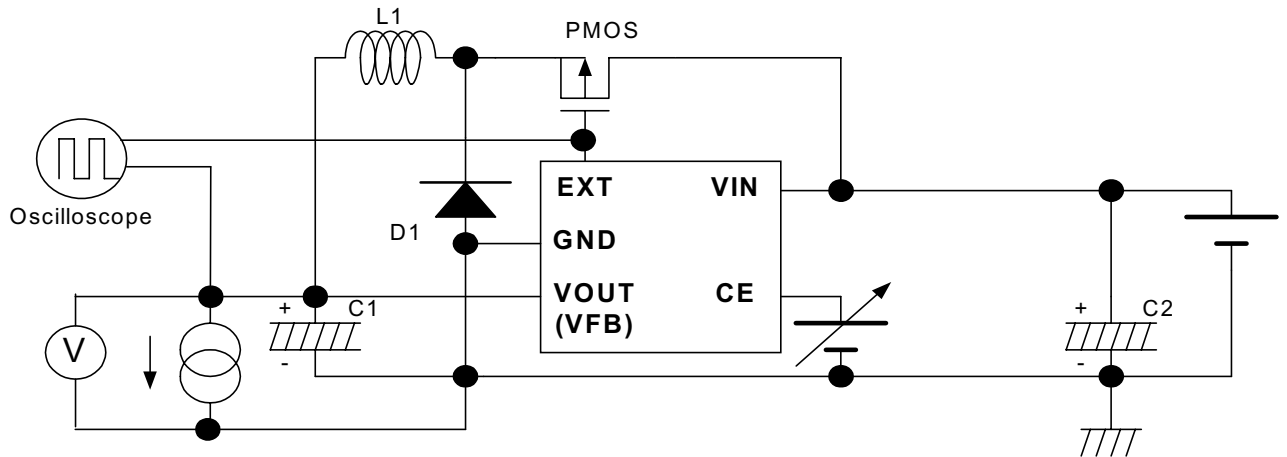 L1
PMOS
Oscilloscope
EXT
VIN
D1
GND
VOUT
(VFB)
CE
+
C1
-
V
+
C2
-